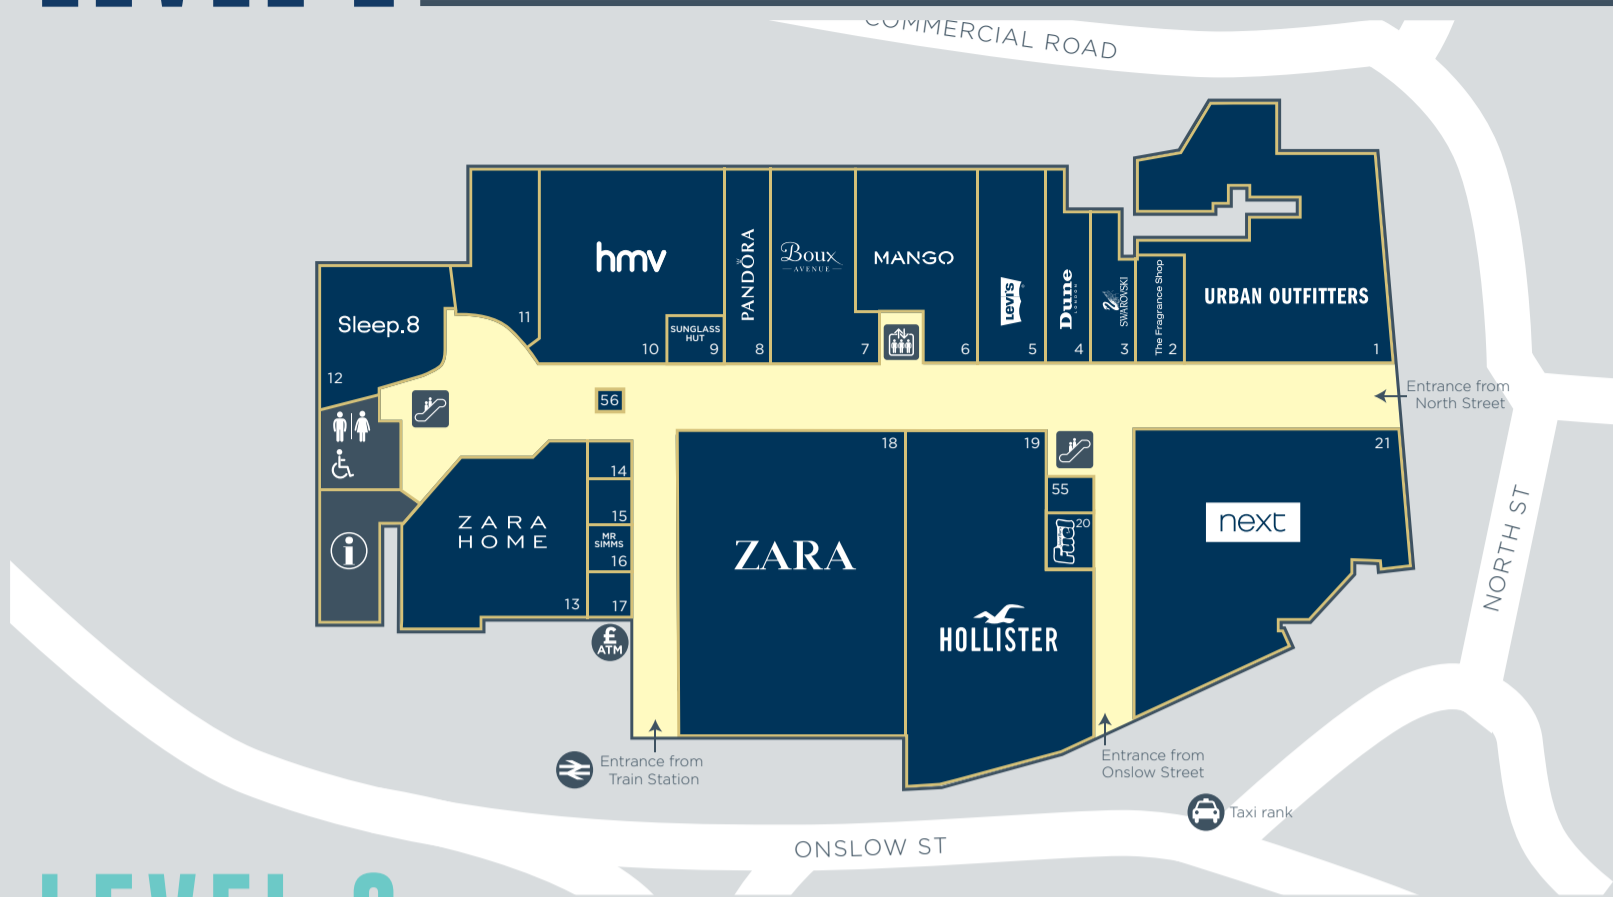 COMMERCIAL ROAD
hmv
10
SUNGLASS
HUT
9
PANDÖRA
8
Boux
AVENUE
7
MANGO
6
Levi's
5
Dune
LONDON
4
SWAROVSKI
3
The Fragrance Shop
2
URBAN OUTFITTERS
1
11
Sleep.8
12
56
Entrance from
North Street
ZARA
HOME
13
14
15
MR
SIMMS
16
17
£
ATM
18
ZARA
19
HOLLISTER
55
20
Fuel
21
next
NORTH ST
i
Entrance from
Train Station
Entrance from
Onslow Street
Taxi rank
ONSLOW ST